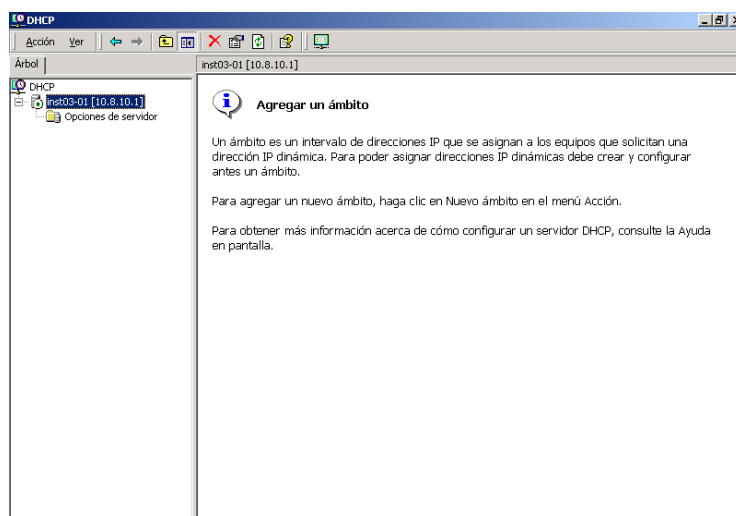 DHCP
Acción Ver
Árbol
inst03-01 [10.8.10.1]
DHCP
inst03-01 [10.8.10.1]
Opciones de servidor
Agregar un ámbito
Un ámbito es un intervalo de direcciones IP que se asignan a los equipos que solicitan una
dirección IP dinámica. Para poder asignar direcciones IP dinámicas debe crear y configurar
antes un ámbito.
Para agregar un nuevo ámbito, haga clic en Nuevo ámbito en el menú Acción.
Para obtener más información acerca de cómo configurar un servidor DHCP, consulte la Ayuda
en pantalla.